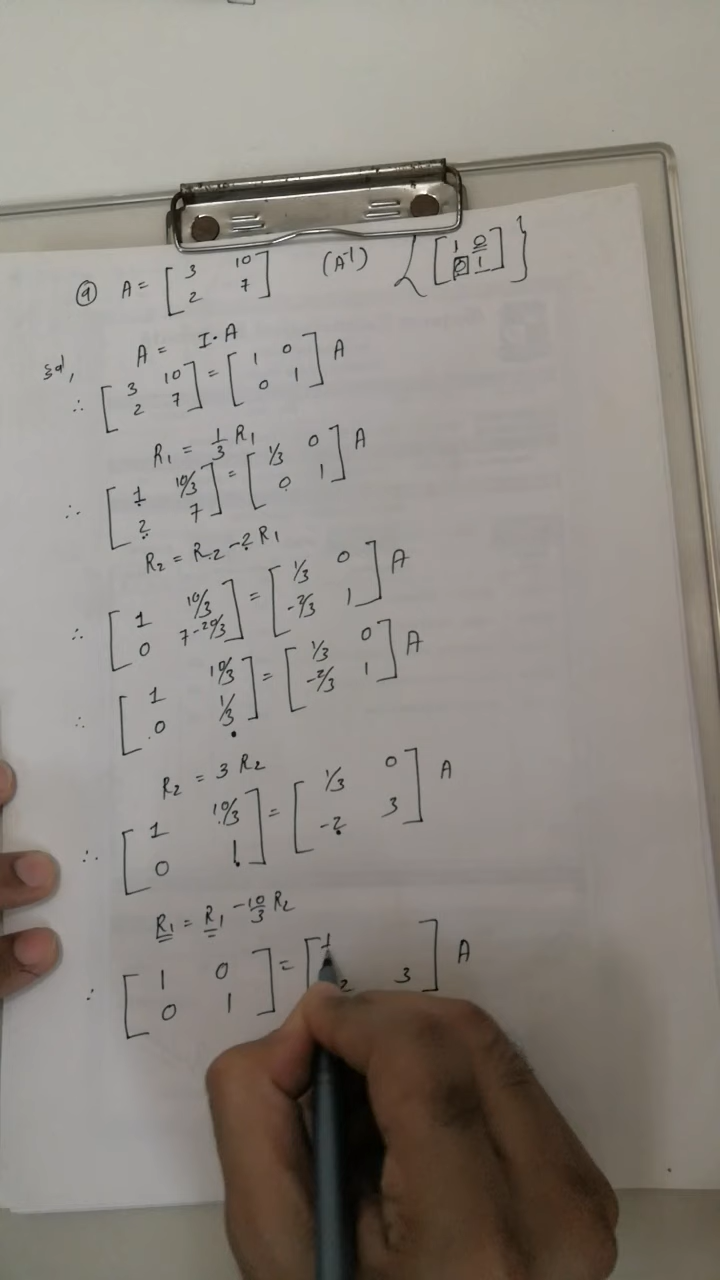 (9) A = [ 3 10 (A⁻¹) { [ 1 0
2 7 ] 0 1 ] }
A = I·A
∴ [ 3 10 = [ 1 0 A
2 7 ] 0 1 ]
R₁ = 1/3 R₁
∴ [ 1 10/3 = [ 1/3 0 A
2 7 ] 0 1 ]
R₂ = R₂ - 2R₁
∴ [ 1 10/3 = [ 1/3 0 A
0 7-20/3 ] -2/3 1 ]
∴ [ 1 10/3 = [ 1/3 0 A
0 1/3 ] -2/3 1 ]
R₂ = 3 R₂
∴ [ 1 10/3 = [ 1/3 0 A
0 1 ] -2 3 ]
R₁ = R₁ - 10/3 R₂
∴ [ 1 0 = [ 1 A
0 1 ] 2 3 ]